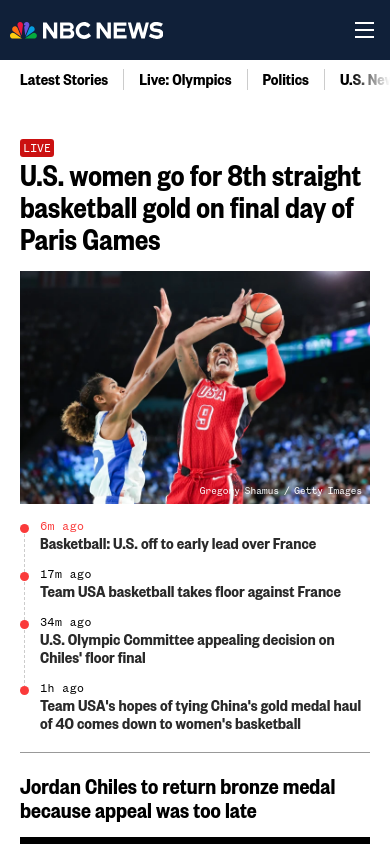 NBC NEWS
Latest Stories
Live: Olympics
Politics
U.S. New
LIVE
U.S. women go for 8th straight
basketball gold on final day of
Paris Games
USA
9
Gregory Shamus / Getty Images
6m ago
Basketball: U.S. off to early lead over France
17m ago
Team USA basketball takes floor against France
34m ago
U.S. Olympic Committee appealing decision on
Chiles' floor final
1h ago
Team USA's hopes of tying China's gold medal haul
of 40 comes down to women's basketball
Jordan Chiles to return bronze medal
because appeal was too late